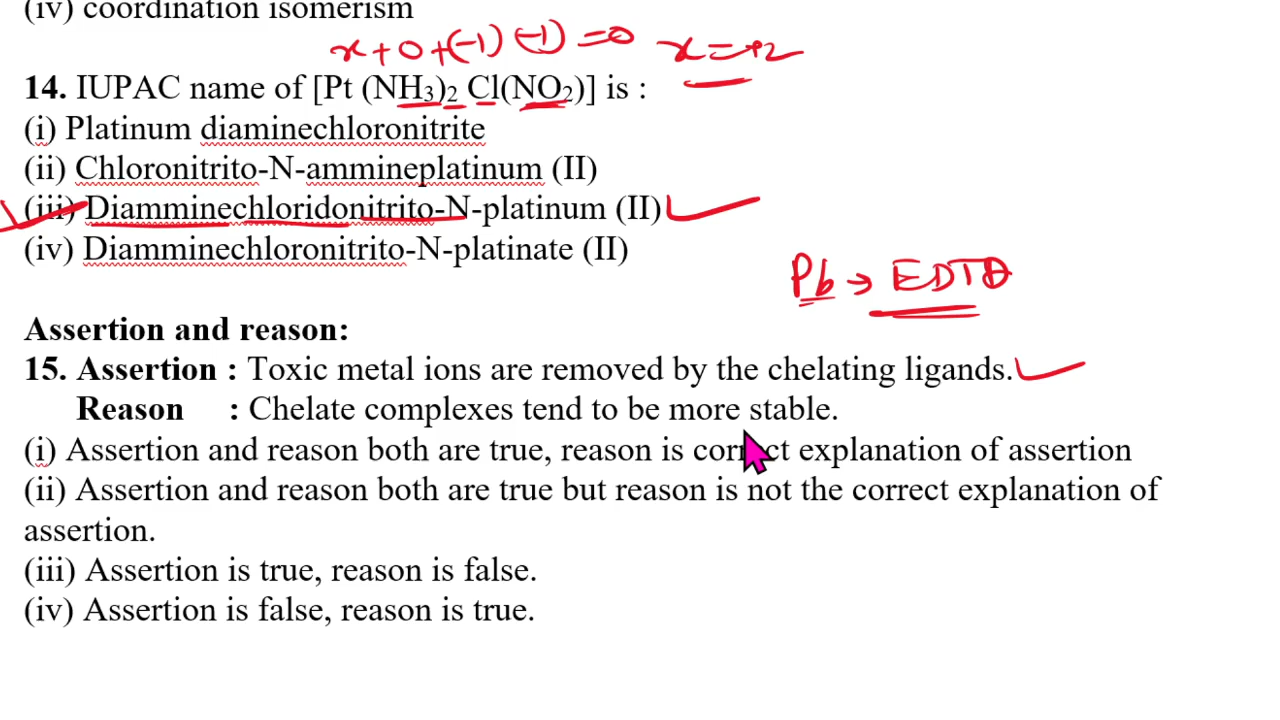 (iv) coordination isomerism
x+0+(-1)(-1)=0 x=+2
14. IUPAC name of [Pt (NH3)2 Cl(NO2)] is :
(i) Platinum diaminechloronitrite
(ii) Chloronitrito-N-ammineplatinum (II)
(iii) Diamminechloridonitrito-N-platinum (II)
(iv) Diamminechloronitrito-N-platinate (II)
Pb → EDTA
Assertion and reason:
15. Assertion : Toxic metal ions are removed by the chelating ligands.
Reason : Chelate complexes tend to be more stable.
(i) Assertion and reason both are true, reason is correct explanation of assertion
(ii) Assertion and reason both are true but reason is not the correct explanation of
assertion.
(iii) Assertion is true, reason is false.
(iv) Assertion is false, reason is true.